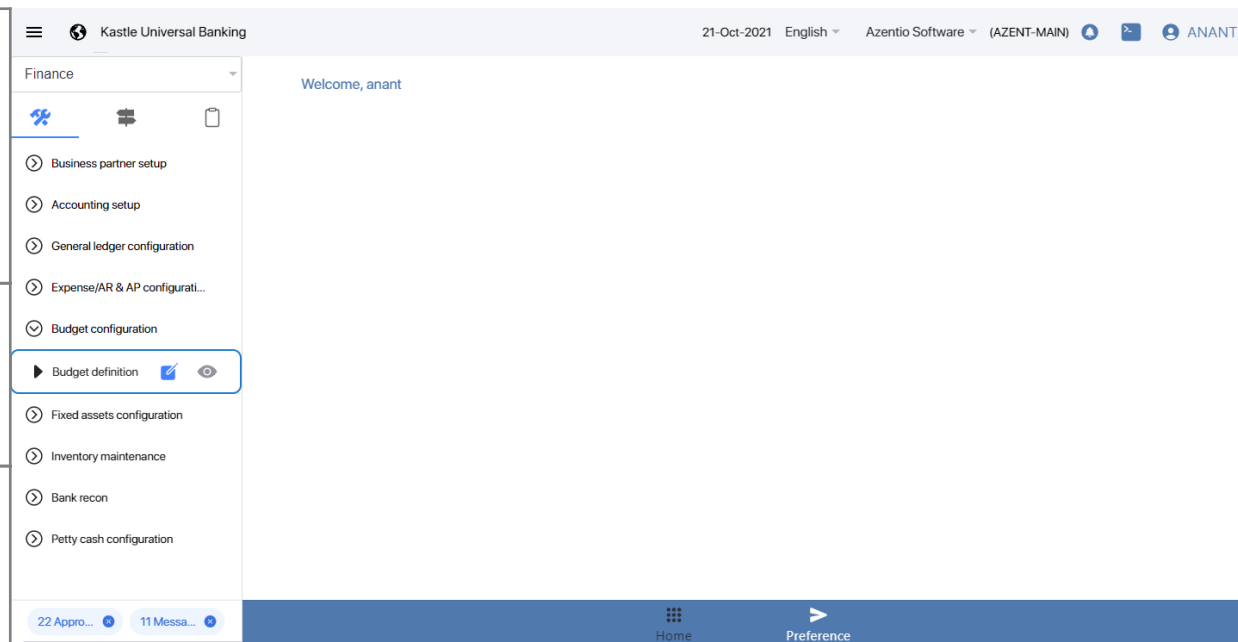 Kastle Universal Banking
21-Oct-2021 English Azentio Software (AZENT-MAIN) ANANT
Finance
Welcome, anant
Business partner setup
Accounting setup
General ledger configuration
Expense/AR & AP configurati...
Budget configuration
Budget definition
Fixed assets configuration
Inventory maintenance
Bank recon
Petty cash configuration
22 Appro... 11 Messa...
Home Preference